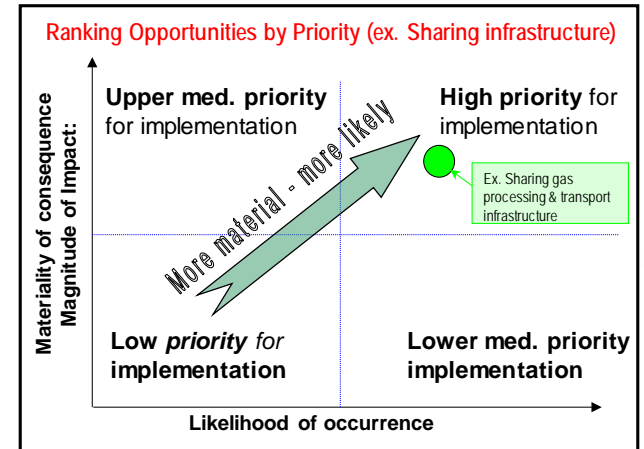 Ranking Opportunities by Priority (ex. Sharing infrastructure)
Materiality of consequence
Magnitude of Impact:
Upper med. priority
for implementation
High priority for
implementation
More material - more likely
Ex. Sharing gas
processing & transport
infrastructure
Low priority for
implementation
Lower med. priority
implementation
Likelihood of occurrence